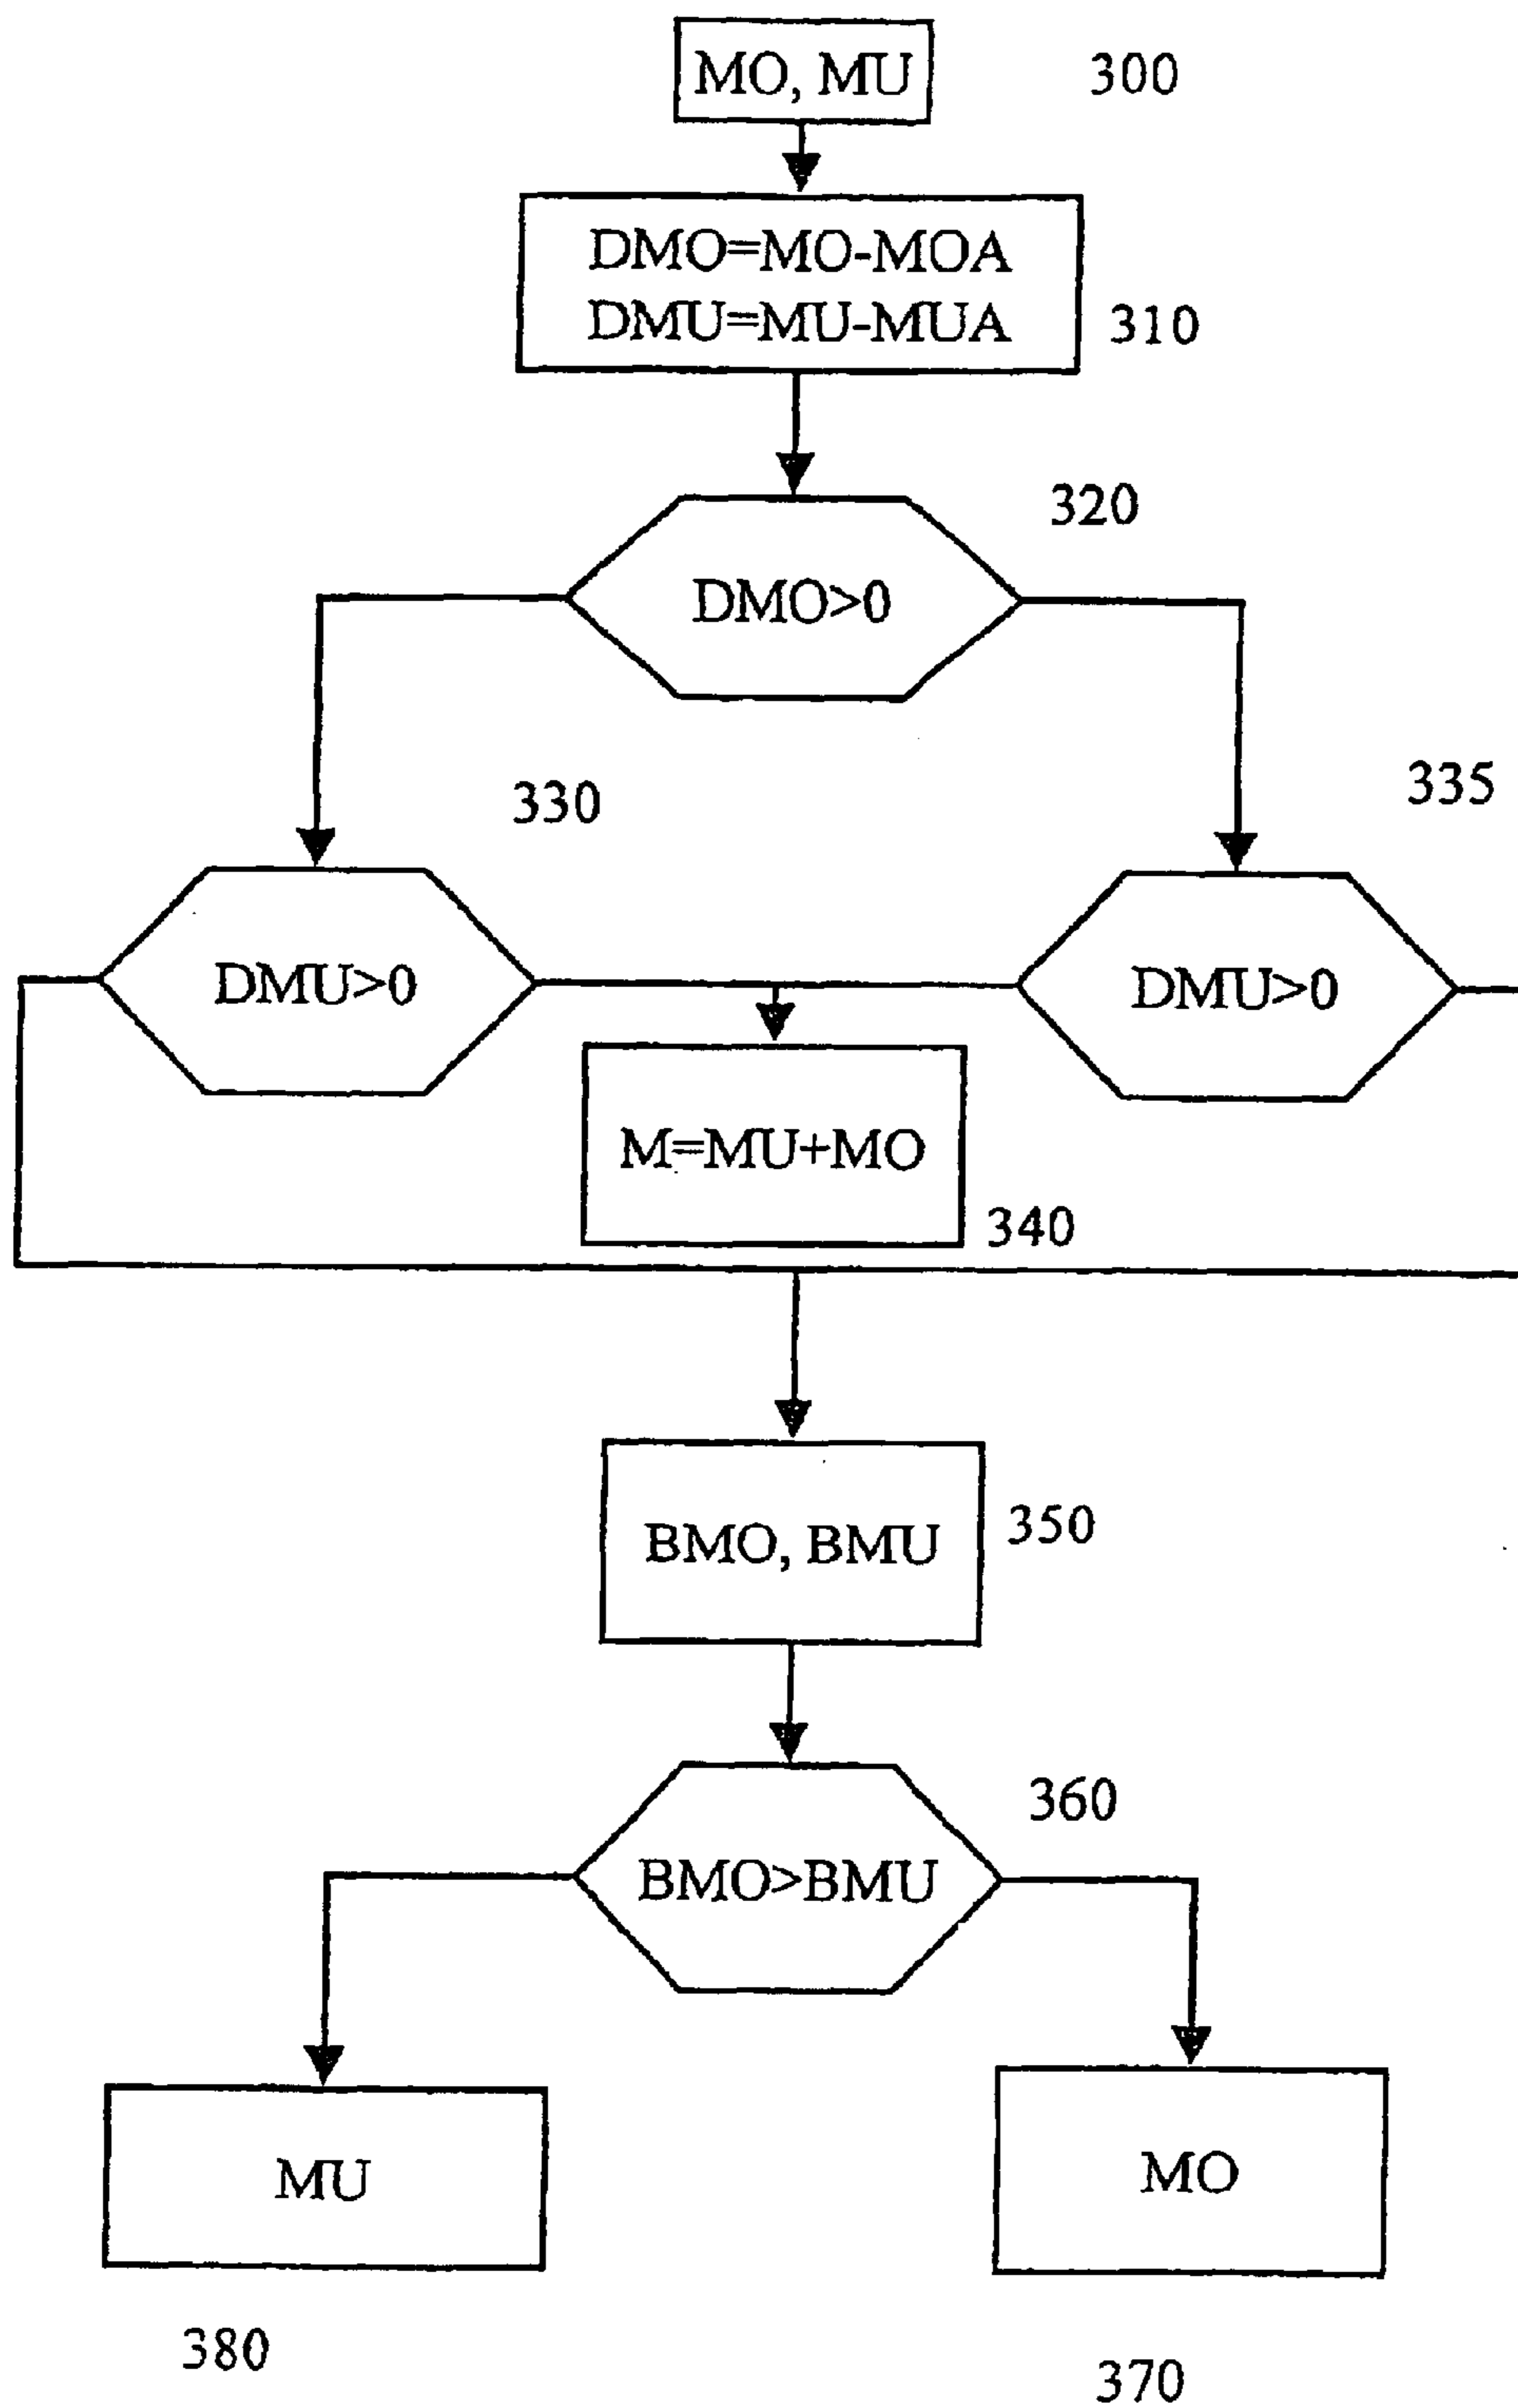 MO, MU
300
DMO=MO-MOA
DMU=MU-MUA
310
320
DMO>0
330
335
DMU>0
DMU>0
M=MU+MO
340
BMO, BMU
350
360
BMO>BMU
MU
MO
380
370